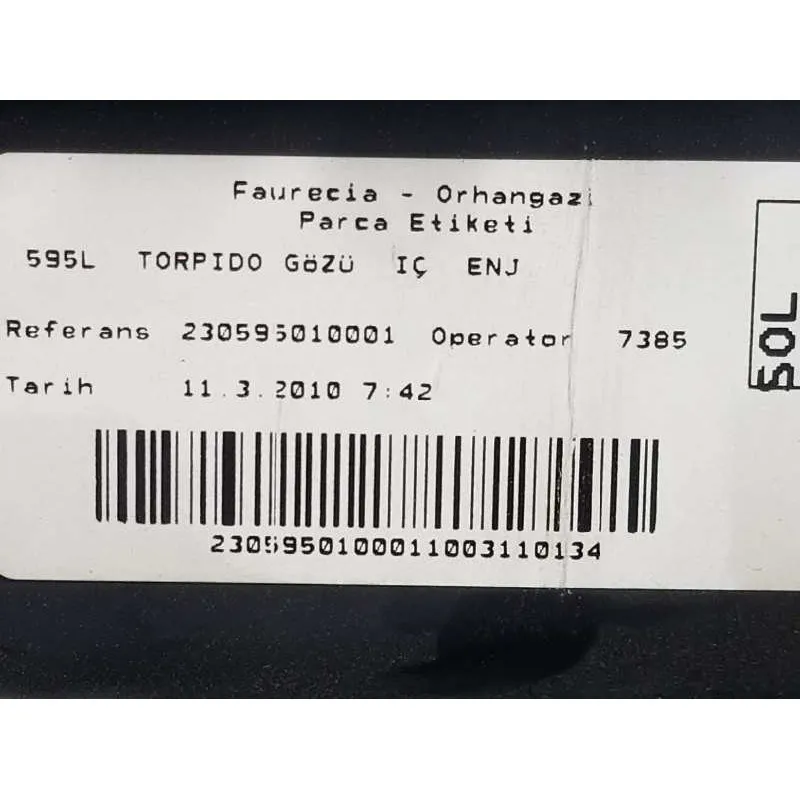 Faurecia - Orhangazi
Parca Etiketi
595L TORPIDO GöZÜ IÇ ENJ
Referans 230595010001 Operator 7385
Tarih 11.3.2010 7:42
2305950100011003110134
SOL